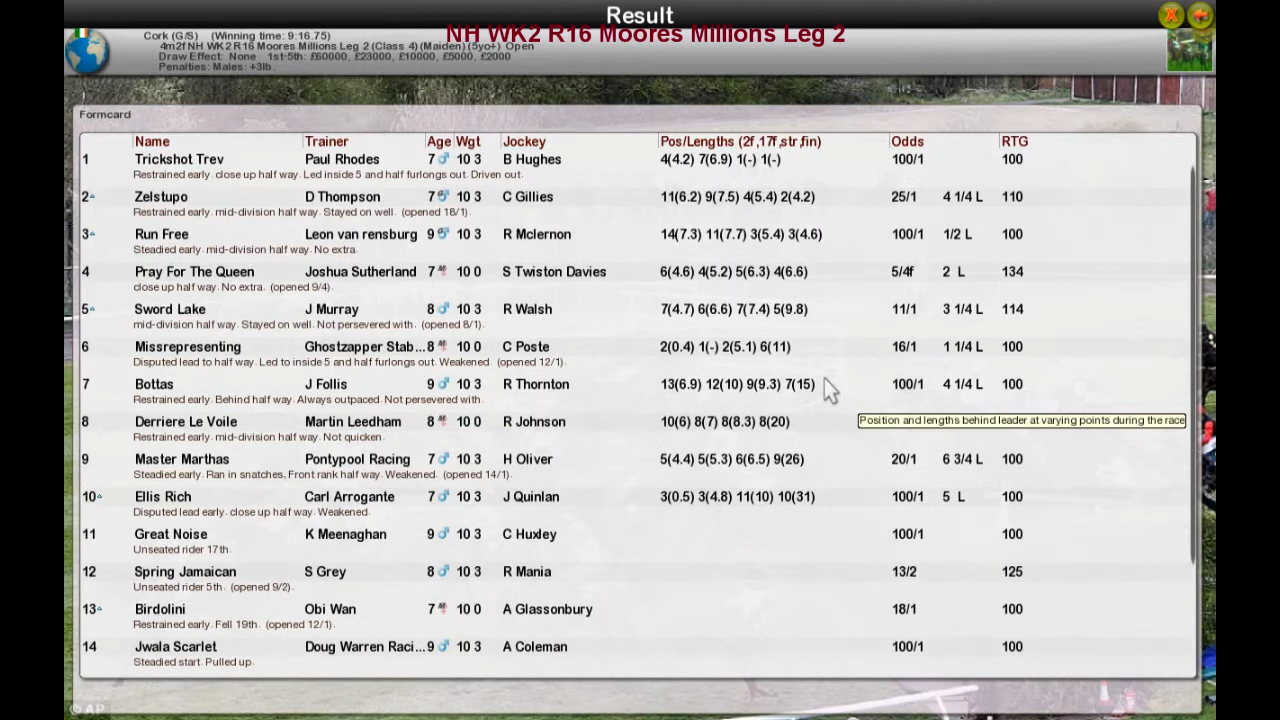 Result
NH WK2 R16 Moores Millions Leg 2
Cork (G/S) (Winning time: 9:16.75)
4m2f NH WK2 R16 Moores Millions Leg 2 (Class 4) (Maiden) (5yo+) Open
Draw Effect: None 1st-5th: £60000, £23000, £10000, £5000, £2000
Penalties: Males: +3lb.
Formcard
Name Trainer Age Wgt Jockey Pos/Lengths (2f,17f,str,fin) Odds RTG
1 Trickshot Trev Paul Rhodes 7 10 3 B Hughes 4(4.2) 7(6.9) 1(-) 1(-) 100/1 100
Restrained early. close up half way. Led inside 5 and half furlongs out. Driven out.
2 Zelstupo D Thompson 7 10 3 C Gillies 11(6.2) 9(7.5) 4(5.4) 2(4.2) 25/1 4 1/4 L 110
Restrained early. mid-division half way. Stayed on well. (opened 18/1).
3 Run Free Leon van rensburg 9 10 3 R Mclernon 14(7.3) 11(7.7) 3(5.4) 3(4.6) 100/1 1/2 L 100
Steadied early. mid-division half way. No extra.
4 Pray For The Queen Joshua Sutherland 7 10 0 S Twiston Davies 6(4.6) 4(5.2) 5(6.3) 4(6.6) 5/4f 2 L 134
close up half way. No extra. (opened 9/4).
5 Sword Lake J Murray 8 10 3 R Walsh 7(4.7) 6(6.6) 7(7.4) 5(9.8) 11/1 3 1/4 L 114
mid-division half way. Stayed on well. Not persevered with. (opened 8/1).
6 Missrepresenting Ghostzapper Stab... 8 10 0 C Poste 2(0.4) 1(-) 2(5.1) 6(11) 16/1 1 1/4 L 100
Disputed lead to half way. Led to inside 5 and half furlongs out. Weakened. (opened 12/1).
7 Bottas J Follis 9 10 3 R Thornton 13(6.9) 12(10) 9(9.3) 7(15) 100/1 4 1/4 L 100
Restrained early. Behind half way. Always outpaced. Not persevered with.
8 Derriere Le Voile Martin Leedham 8 10 0 R Johnson 10(6) 8(7) 8(8.3) 8(20)
Position and lengths behind leader at varying points during the race
Restrained early. mid-division half way. Not quicken.
9 Master Marthas Pontypool Racing 7 10 3 H Oliver 5(4.4) 5(5.3) 6(6.5) 9(26) 20/1 6 3/4 L 100
Steadied early. Ran in snatches, Front rank half way. Weakened. (opened 14/1).
10 Ellis Rich Carl Arrogante 7 10 3 J Quinlan 3(0.5) 3(4.8) 11(10) 10(31) 100/1 5 L 100
Disputed lead early. close up half way. Weakened.
11 Great Noise K Meenaghan 9 10 3 C Huxley 100/1 100
Unseated rider 17th.
12 Spring Jamaican S Grey 8 10 3 R Mania 13/2 125
Unseated rider 5th. (opened 9/2).
13 Birdolini Obi Wan 7 10 0 A Glassonbury 18/1 100
Restrained early. Fell 19th. (opened 12/1).
14 Jwala Scarlet Doug Warren Raci... 9 10 3 A Coleman 100/1 100
Steadied start. Pulled up.
© AP